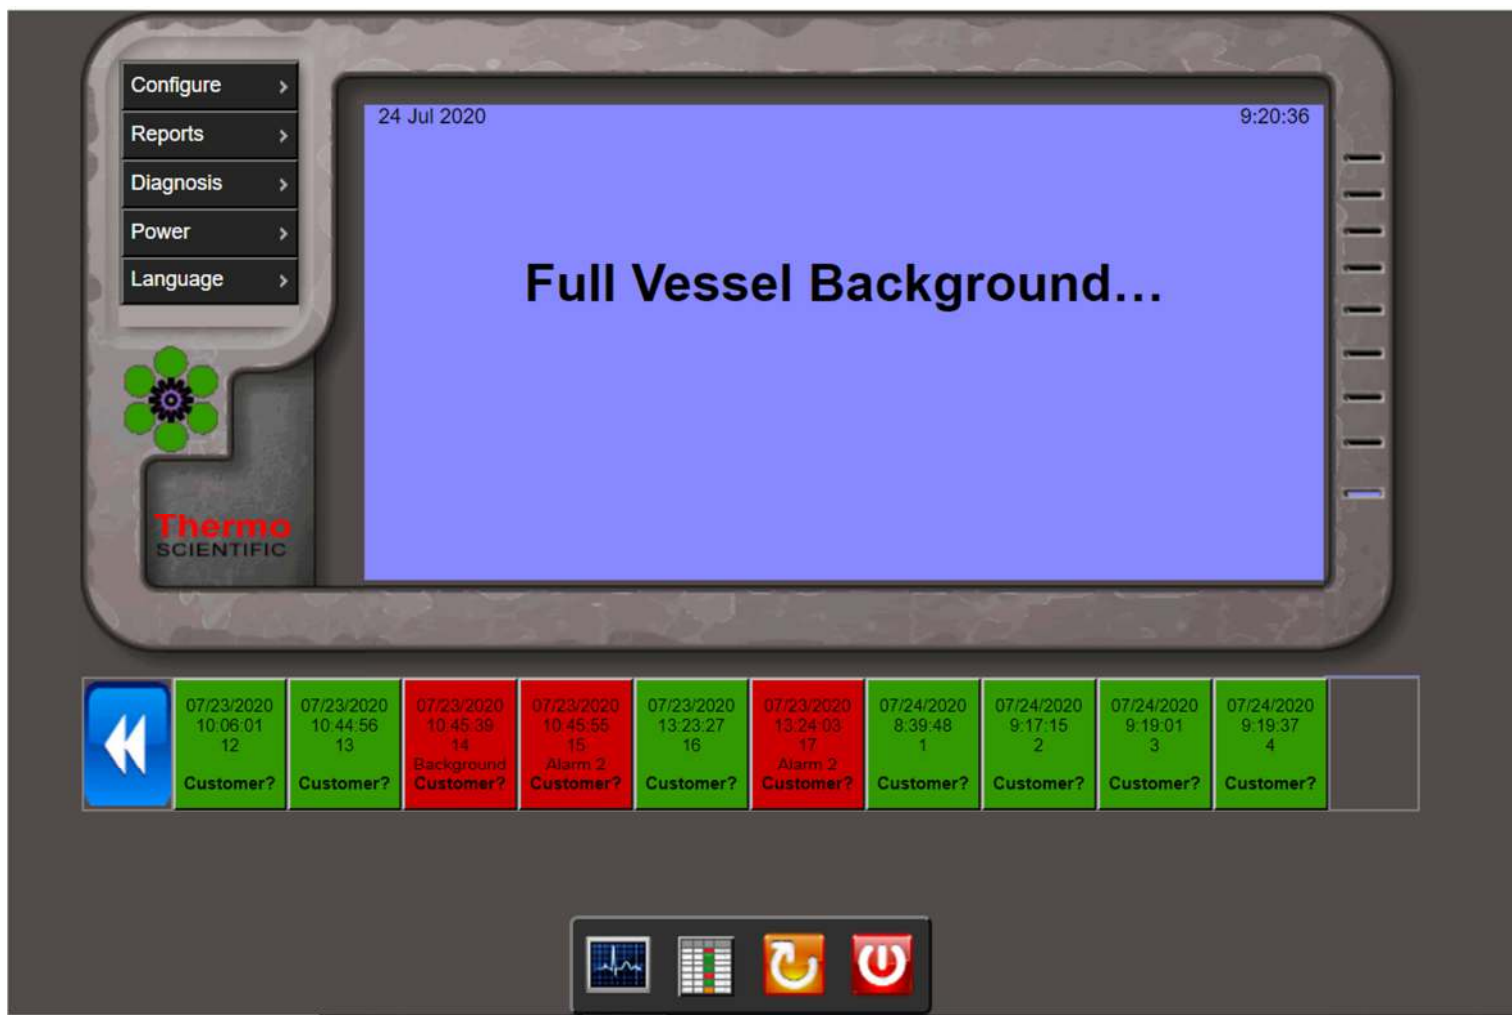 Configure
Reports
Diagnosis
Power
Language
24 Jul 2020
9:20:36
Full Vessel Background...
Thermo
SCIENTIFIC
07/23/2020
10:06:01
12
Customer?
07/23/2020
10:44:56
13
Customer?
07/23/2020
10:45:39
14
Background
Customer?
07/23/2020
10:45:55
15
Alarm 2
Customer?
07/23/2020
13:23:27
16
Customer?
07/23/2020
13:24:03
17
Alarm 2
Customer?
07/24/2020
8:39:48
1
Customer?
07/24/2020
9:17:15
2
Customer?
07/24/2020
9:19:01
3
Customer?
07/24/2020
9:19:37
4
Customer?